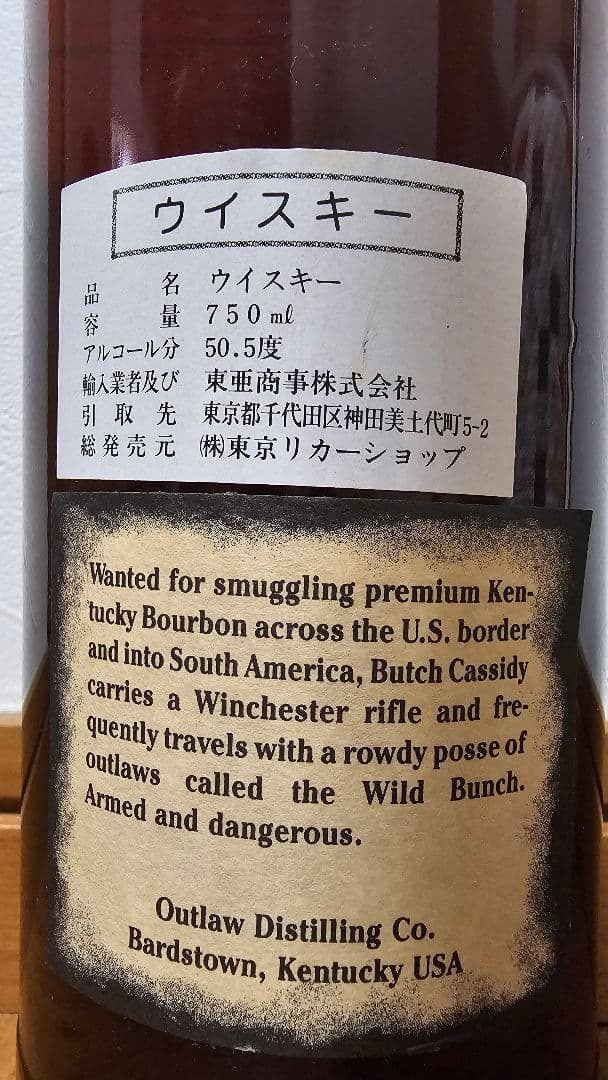 ウイスキー
品名 ウイスキー
容量 750ml
アルコール分 50.5度
輸入業者及び 東亜商事株式会社
引取先 東京都千代田区神田美土代町5-2
総発売元 ㈱東京リカーショップ
Wanted for smuggling premium Ken-
tucky Bourbon across the U.S. border
and into South America, Butch Cassidy
carries a Winchester rifle and fre-
quently travels with a rowdy posse of
outlaws called the Wild Bunch.
Armed and dangerous.
Outlaw Distilling Co.
Bardstown, Kentucky USA